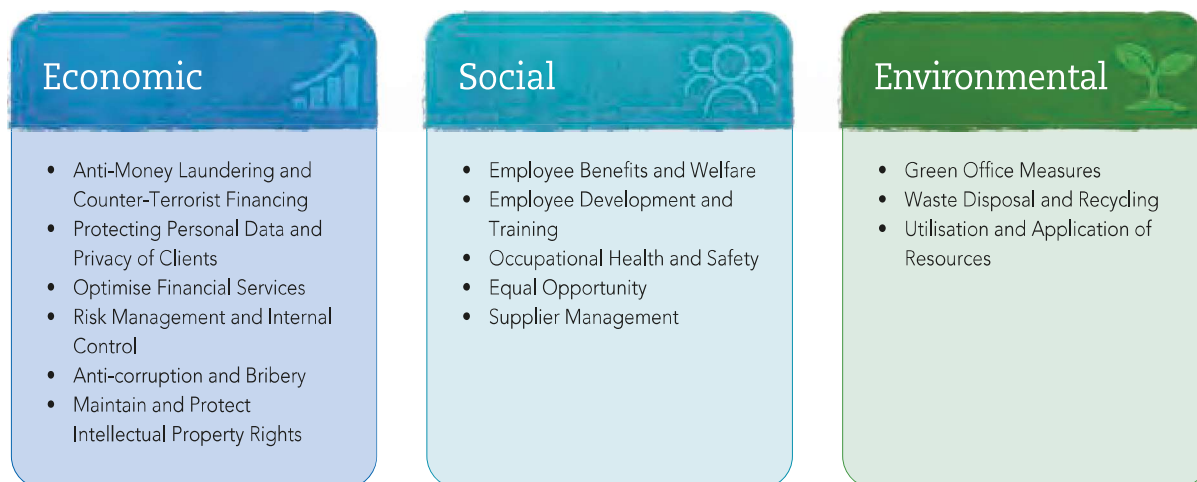 Economic
• Anti-Money Laundering and
Counter-Terrorist Financing
• Protecting Personal Data and
Privacy of Clients
• Optimise Financial Services
• Risk Management and Internal
Control
• Anti-corruption and Bribery
• Maintain and Protect
Intellectual Property Rights
Social
• Employee Benefits and Welfare
• Employee Development and
Training
• Occupational Health and Safety
• Equal Opportunity
• Supplier Management
Environmental
• Green Office Measures
• Waste Disposal and Recycling
• Utilisation and Application of
Resources